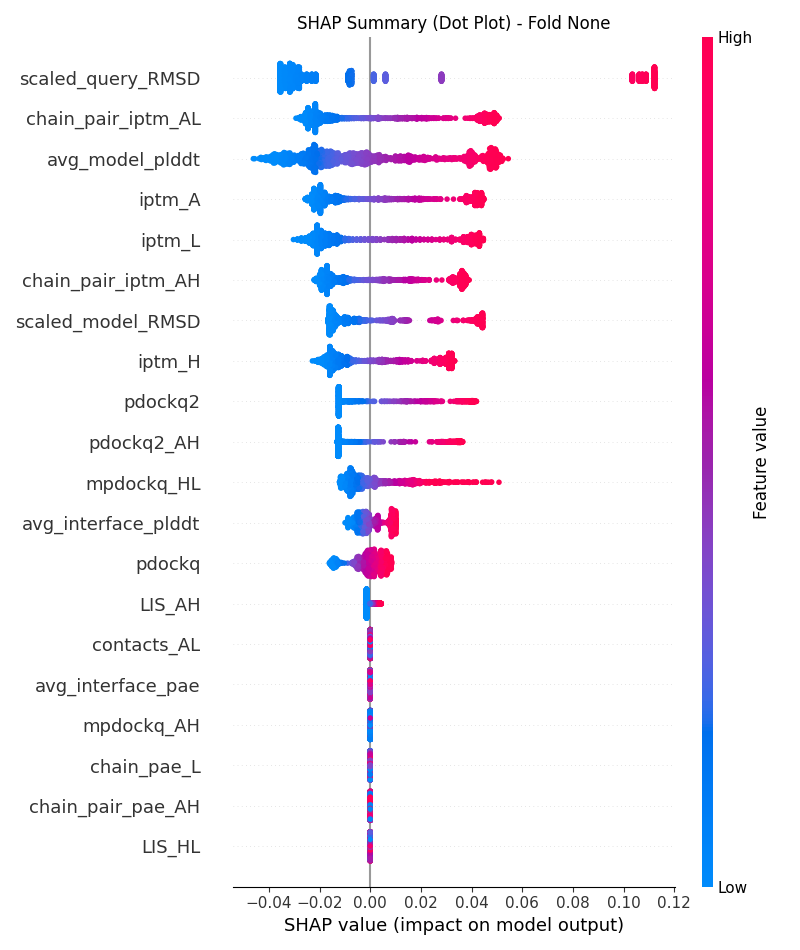 SHAP Summary (Dot Plot) - Fold None
High
scaled_query_RMSD
chain_pair_iptm_AL
avg_model_plddt
iptm_A
iptm_L
chain_pair_iptm_AH
scaled_model_RMSD
iptm_H
pdockq2
pdockq2_AH
mpdockq_HL
avg_interface_plddt
pdockq
LIS_AH
contacts_AL
avg_interface_pae
mpdockq_AH
chain_pae_L
chain_pair_pae_AH
LIS_HL
Feature value
Low
−0.04 −0.02 0.00 0.02 0.04 0.06 0.08 0.10 0.12
SHAP value (impact on model output)